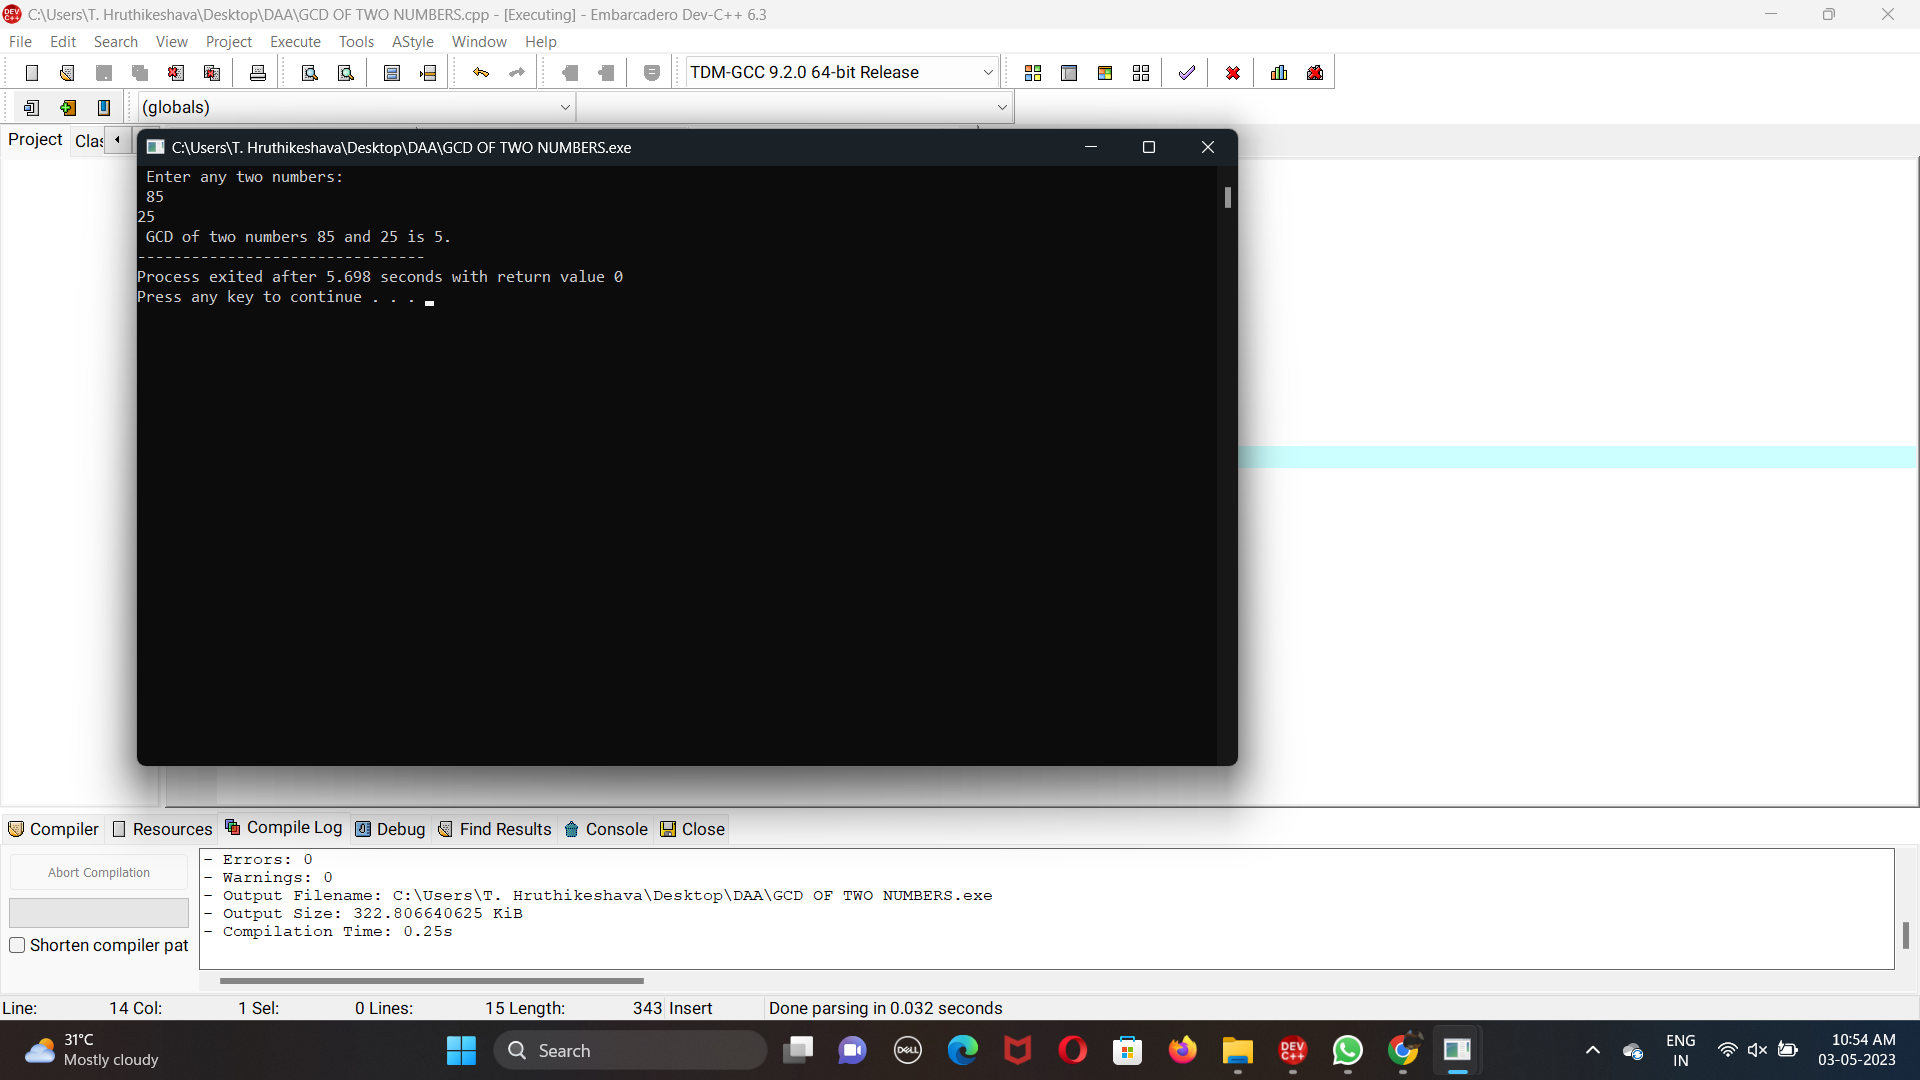 C:\Users\T. Hruthikeshava\Desktop\DAA\GCD OF TWO NUMBERS.cpp - [Executing] - Embarcadero Dev-C++ 6.3
File Edit Search View Project Execute Tools AStyle Window Help
TDM-GCC 9.2.0 64-bit Release
(globals)
Project Clas
C:\Users\T. Hruthikeshava\Desktop\DAA\GCD OF TWO NUMBERS.exe
Enter any two numbers:
85
25
GCD of two numbers 85 and 25 is 5.
--------------------------------
Process exited after 5.698 seconds with return value 0
Press any key to continue . . .
Compiler Resources Compile Log Debug Find Results Console Close
Abort Compilation
Shorten compiler pat
- Errors: 0
- Warnings: 0
- Output Filename: C:\Users\T. Hruthikeshava\Desktop\DAA\GCD OF TWO NUMBERS.exe
- Output Size: 322.806640625 KiB
- Compilation Time: 0.25s
Line: 14 Col: 1 Sel: 0 Lines: 15 Length: 343 Insert Done parsing in 0.032 seconds
31°C
Mostly cloudy
Search
DELL
DEV
C++
ENG
IN
10:54 AM
03-05-2023